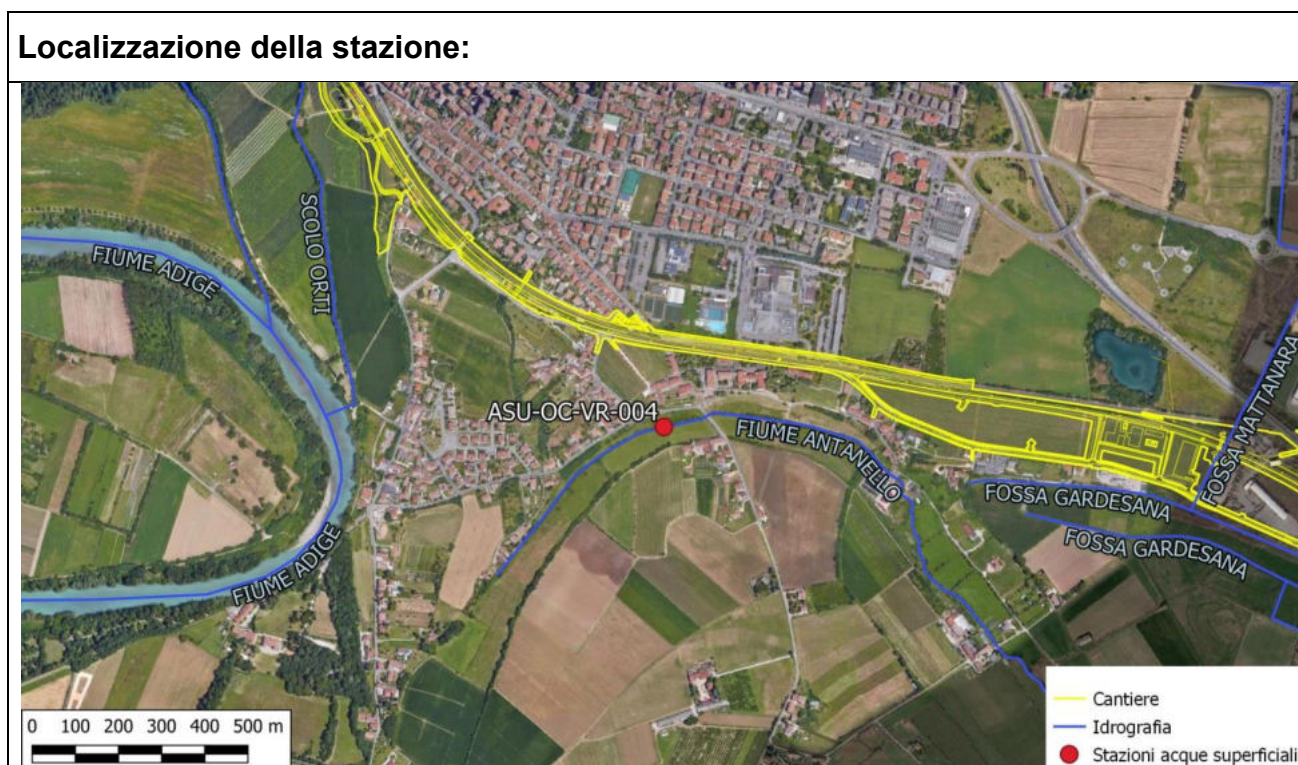 Localizzazione della stazione:
FIUME ADIGE
SCOLO ORTI
ASU-OC-VR-004
FIUME ANTANELLO
FOSSA MATTANARA
FOSSA GARDESANA
FOSSA GARDESANA
FIUME ADIGE
0 100 200 300 400 500 m
Cantiere
Idrografia
Stazioni acque superficiali